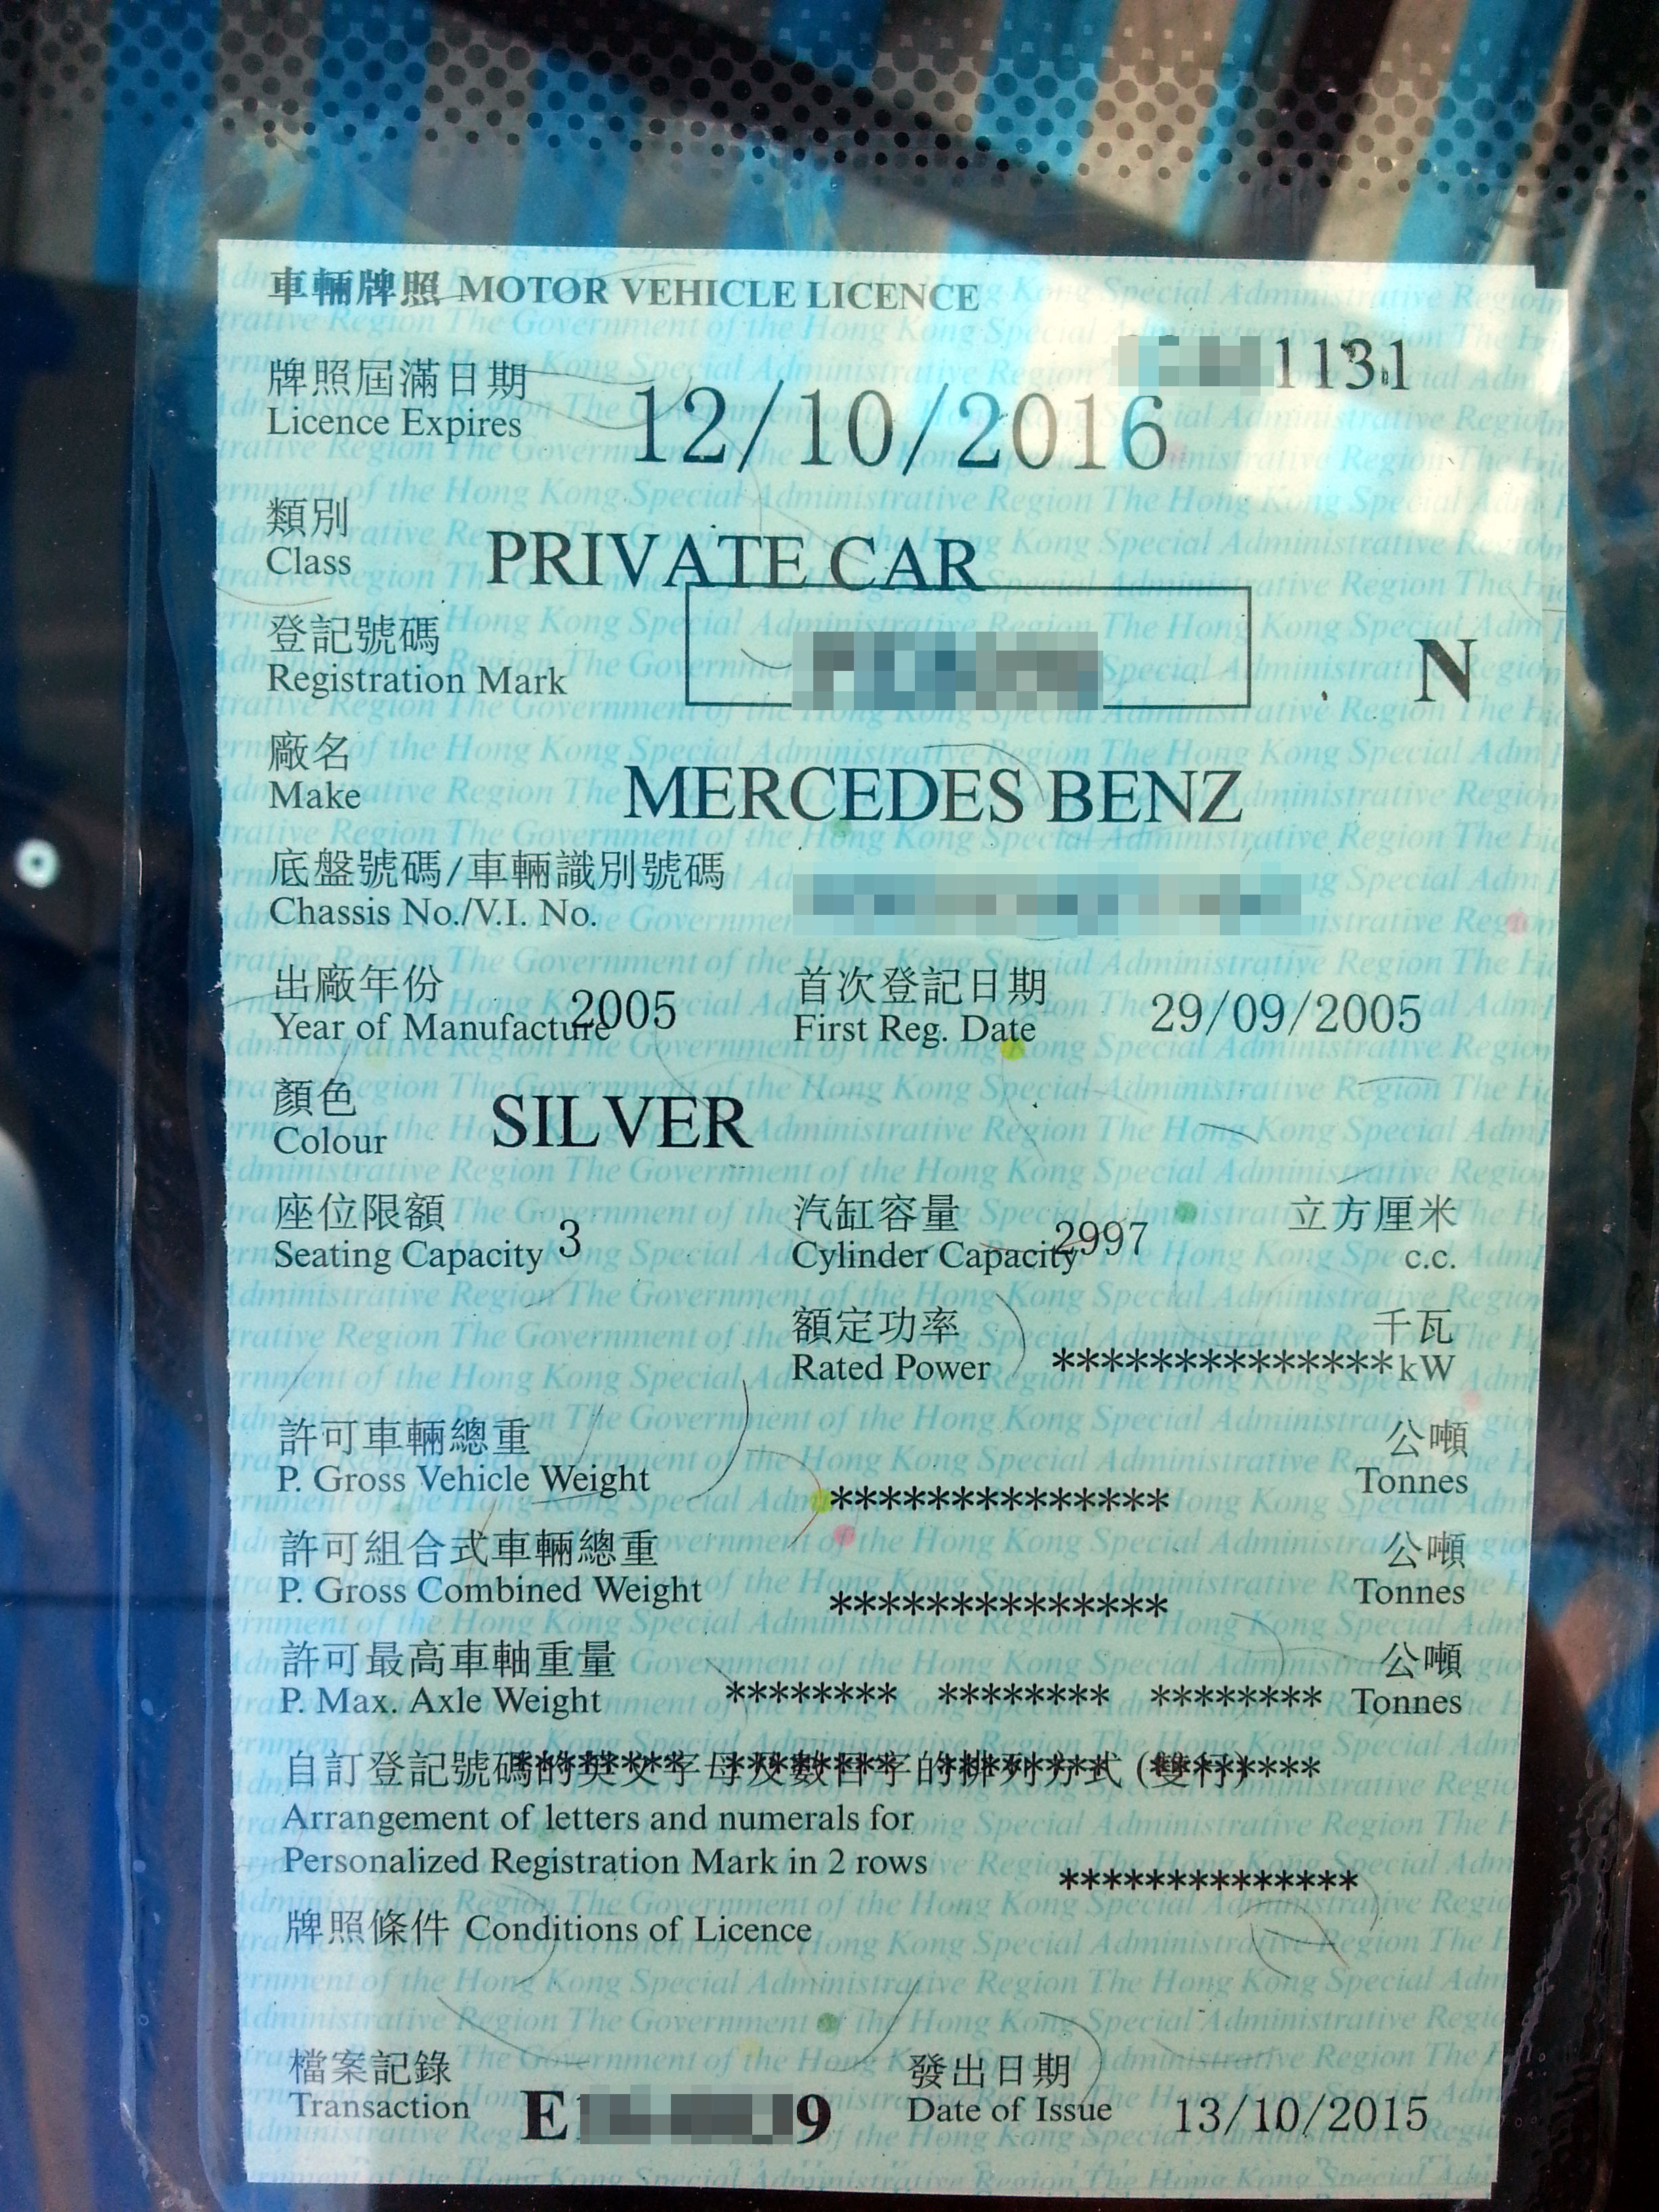 車輛牌照 MOTOR VEHICLE LICENCE
1131
牌照屆滿日期
Licence Expires 12/10/2016
類別
Class PRIVATE CAR
登記號碼
Registration Mark N
廠名
Make MERCEDES BENZ
底盤號碼/車輛識別號碼
Chassis No./V.I. No.
出廠年份 首次登記日期
Year of Manufacture 2005 First Reg. Date 29/09/2005
顏色
Colour SILVER
座位限額 汽缸容量 立方厘米
Seating Capacity 3 Cylinder Capacity 2997 c.c.
額定功率 千瓦
Rated Power ************** kW
許可車輛總重 公噸
P. Gross Vehicle Weight ************** Tonnes
許可組合式車輛總重 公噸
P. Gross Combined Weight ************** Tonnes
許可最高車軸重量 公噸
P. Max. Axle Weight ******** ******** ******** Tonnes
自訂登記號碼的英文字母及數目字的排列方式 (雙行) ******** ******** ******** ********
Arrangement of letters and numerals for
Personalized Registration Mark in 2 rows **************
牌照條件 Conditions of Licence
檔案記錄 發出日期
Transaction E 9 Date of Issue 13/10/2015